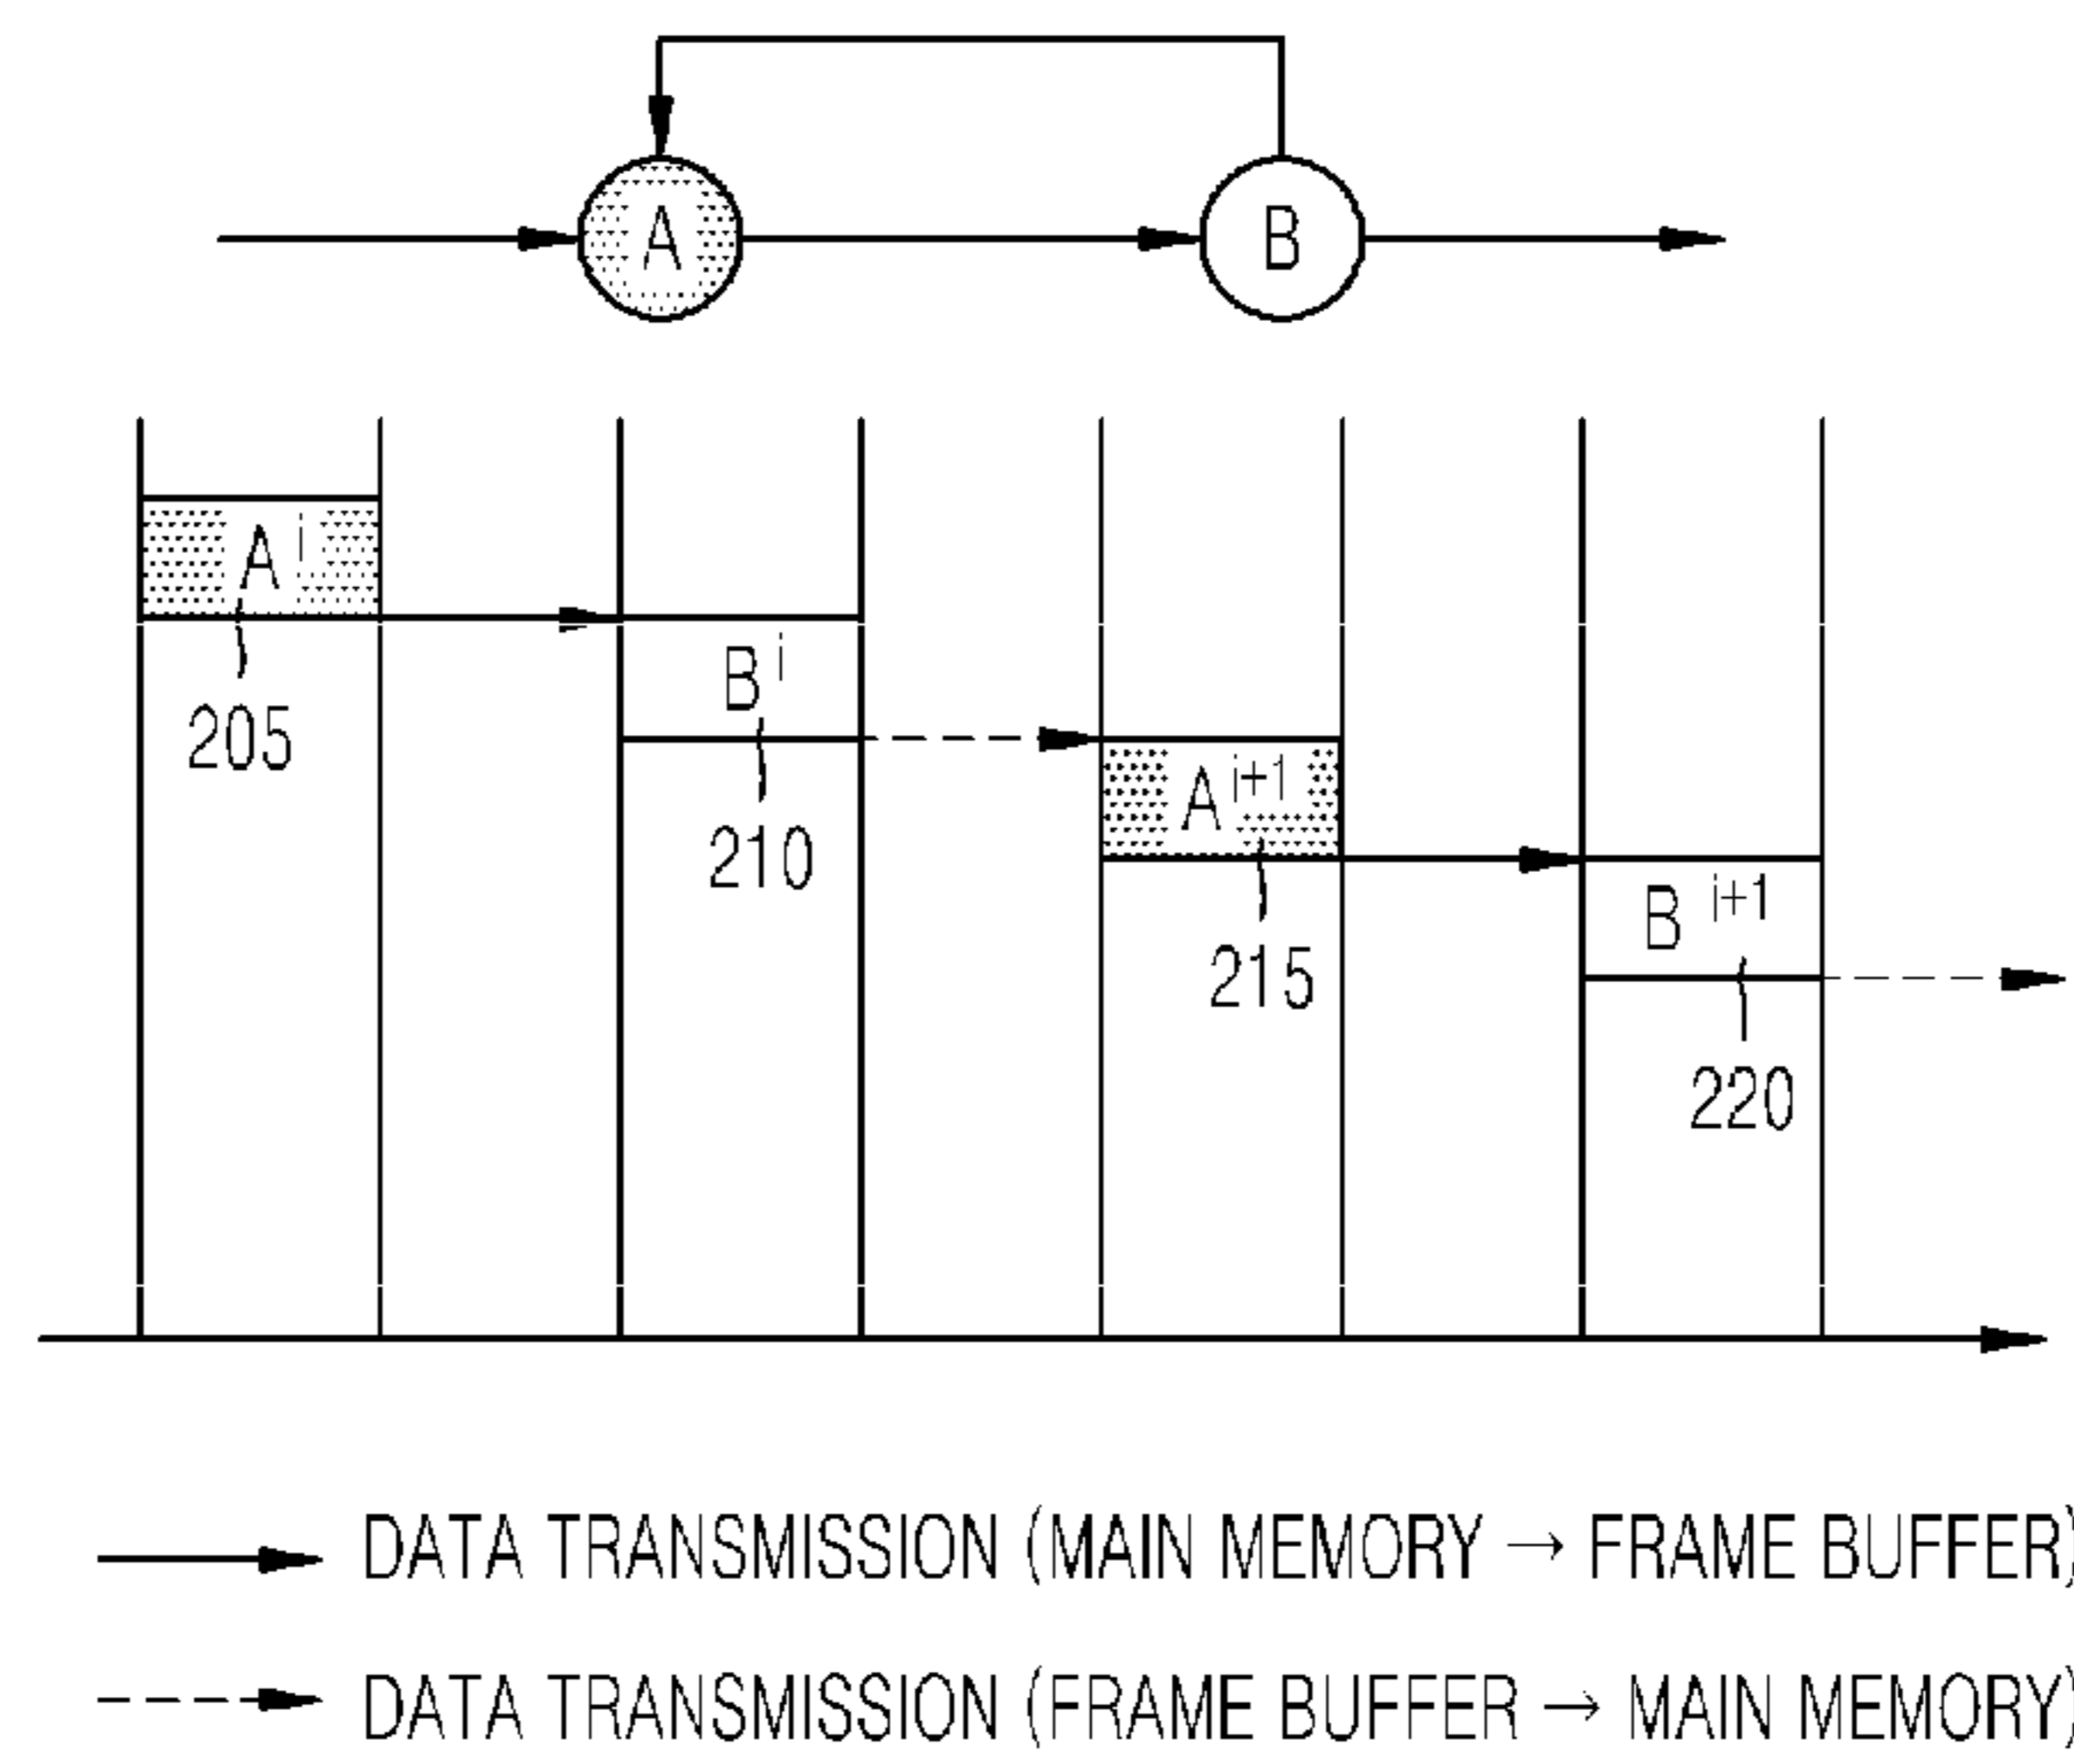 A B
A i
205
B i
210
A i+1
215
B i+1
220
DATA TRANSMISSION (MAIN MEMORY → FRAME BUFFER)
DATA TRANSMISSION (FRAME BUFFER → MAIN MEMORY)